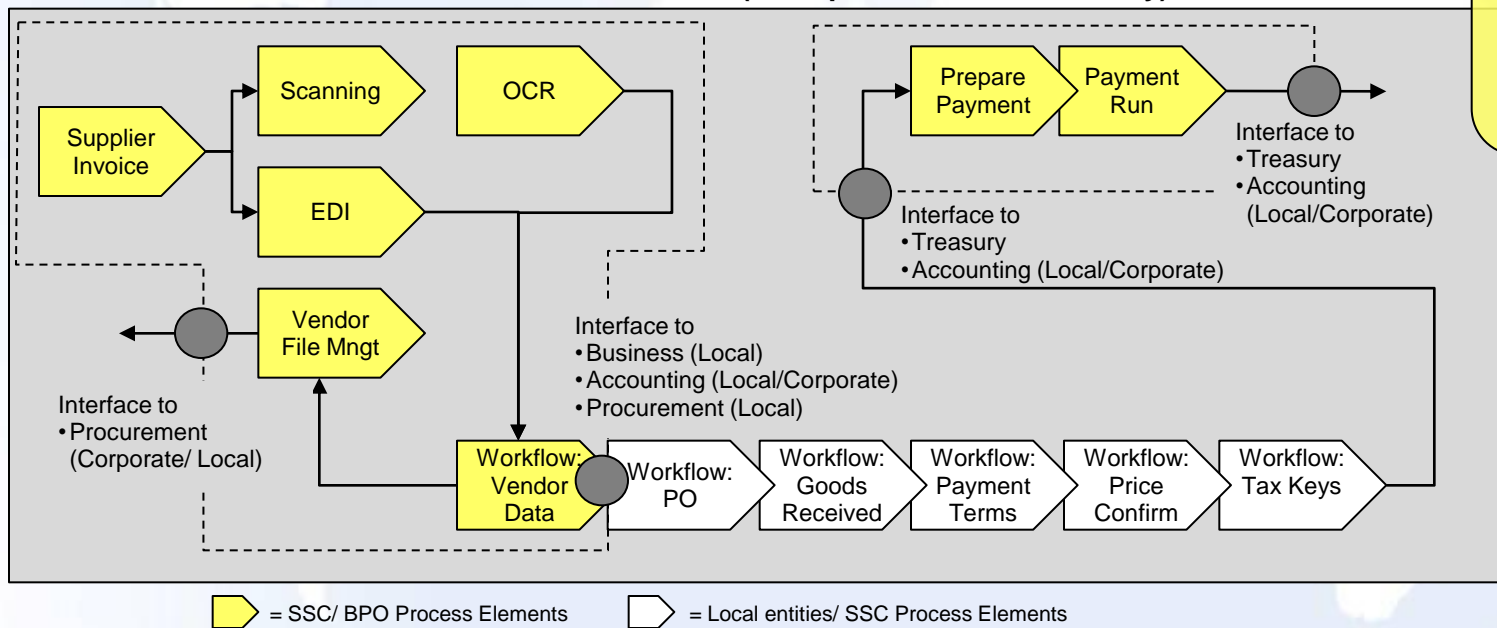 Scanning
OCR
Supplier
Invoice
EDI
Vendor
File Mngt
Interface to
• Procurement
(Corporate/ Local)
Interface to
• Business (Local)
• Accounting (Local/Corporate)
• Procurement (Local)
Prepare
Payment
Payment
Run
Interface to
• Treasury
• Accounting
(Local/Corporate)
Interface to
• Treasury
• Accounting (Local/Corporate)
Workflow:
Vendor
Data
Workflow:
PO
Workflow:
Goods
Received
Workflow:
Payment
Terms
Workflow:
Price
Confirm
Workflow:
Tax Keys
= SSC/ BPO Process Elements
= Local entities/ SSC Process Elements